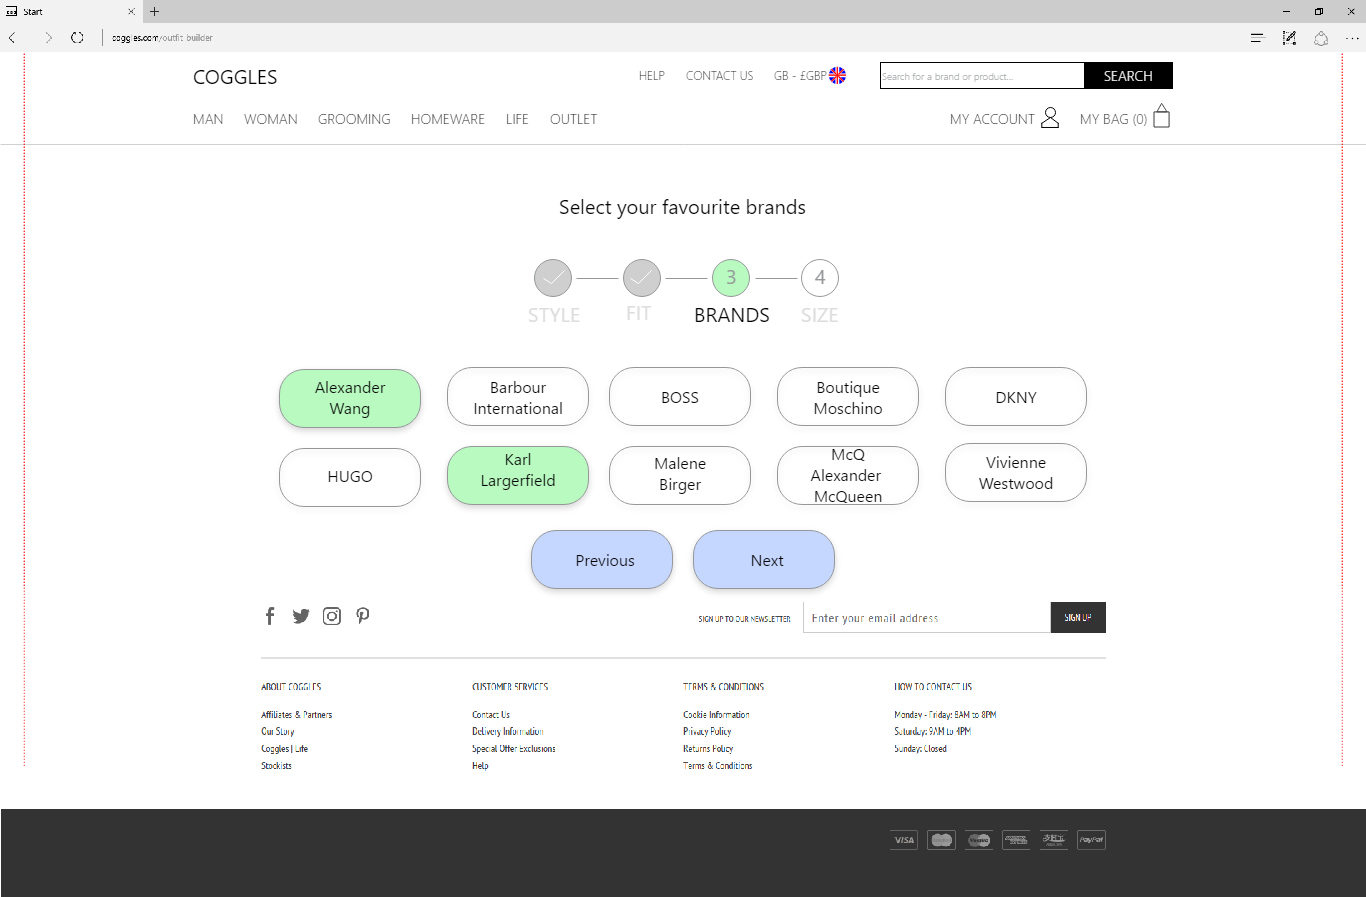 Start
coggles.com/outfit builder
COGGLES
HELP CONTACT US GB - £GBP
Search for a brand or product... SEARCH
MAN WOMAN GROOMING HOMEWARE LIFE OUTLET
MY ACCOUNT MY BAG (0)
Select your favourite brands
3 4
STYLE FIT BRANDS SIZE
Alexander
Wang
Barbour
International
BOSS
Boutique
Moschino
DKNY
HUGO
Karl
Largerfield
Malene
Birger
McQ
Alexander
McQueen
Vivienne
Westwood
Previous Next
SIGN UP TO OUR NEWSLETTER Enter your email address SIGN UP
ABOUT COGGLES
Affiliates & Partners
Our Story
Coggles | Life
Stockists
CUSTOMER SERVICES
Contact Us
Delivery Information
Special Offer Exclusions
Help
TERMS & CONDITIONS
Cookie Information
Privacy Policy
Returns Policy
Terms & Conditions
HOW TO CONTACT US
Monday - Friday: 8AM to 8PM
Saturday: 9AM to 4PM
Sunday: Closed
VISA PayPal